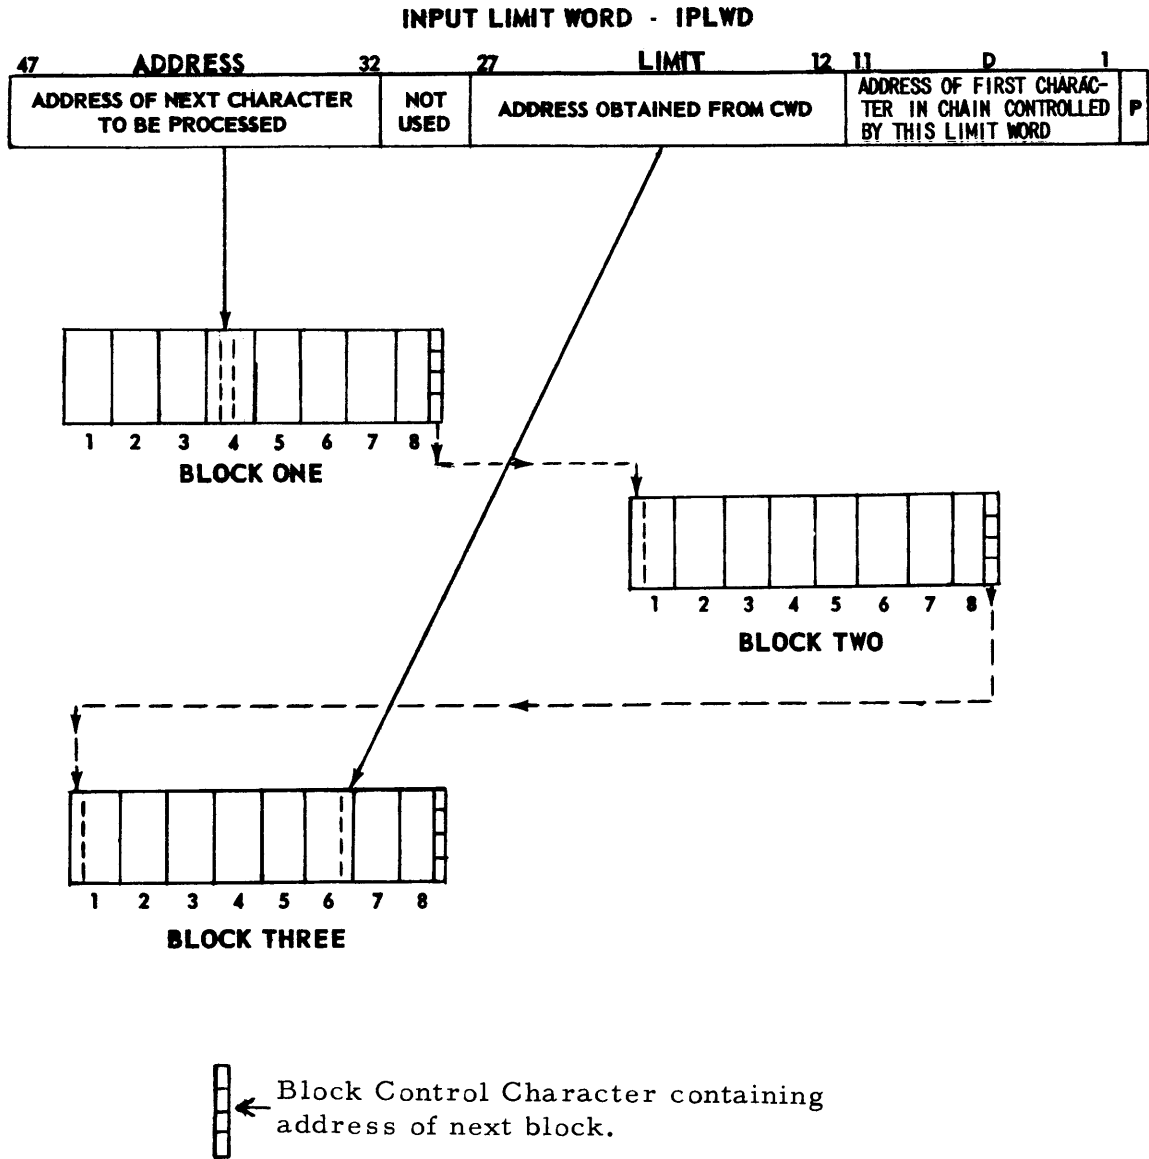 INPUT LIMIT WORD - IPLWD
47 ADDRESS 32 27 LIMIT 12 11 D 1
ADDRESS OF NEXT CHARACTER
TO BE PROCESSED
NOT
USED
ADDRESS OBTAINED FROM CWD
ADDRESS OF FIRST CHARAC-
TER IN CHAIN CONTROLLED
BY THIS LIMIT WORD
P
1 2 3 4 5 6 7 8
BLOCK ONE
1 2 3 4 5 6 7 8
BLOCK TWO
1 2 3 4 5 6 7 8
BLOCK THREE
Block Control Character containing
address of next block.